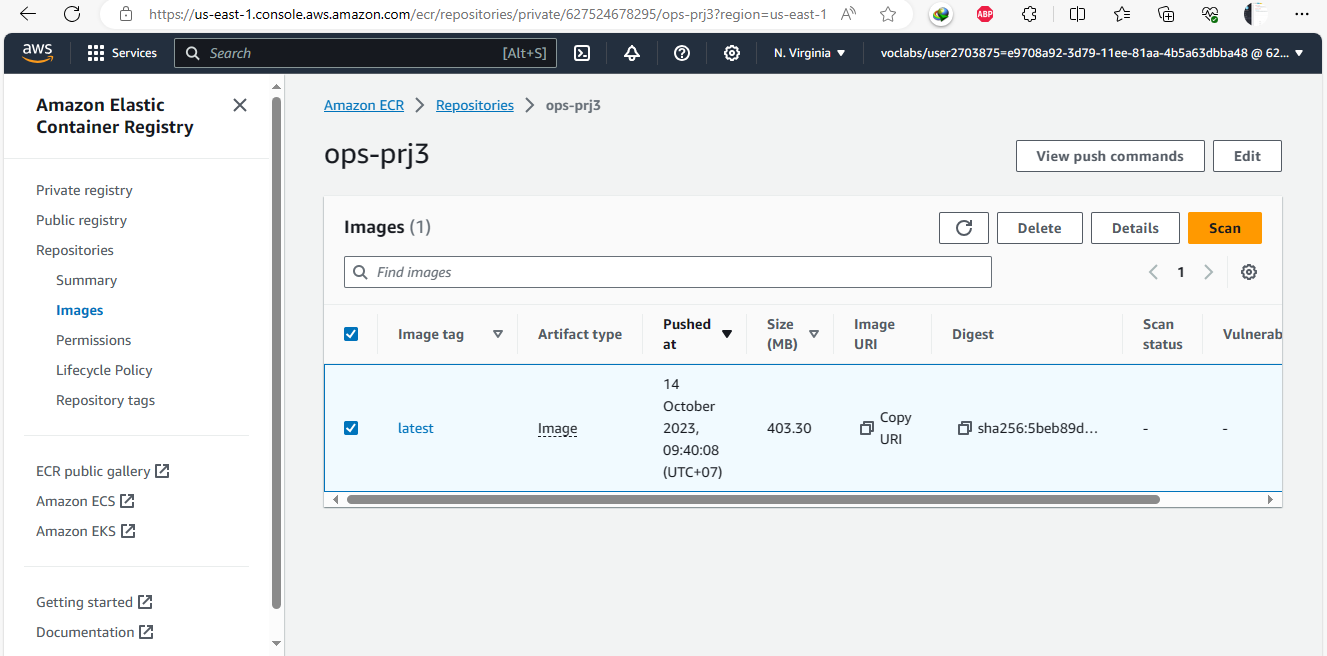 https://us-east-1.console.aws.amazon.com/ecr/repositories/private/627524678295/ops-prj3?region=us-east-1
ABP
aws
Services
Search
[Alt+S]
N. Virginia
voclabs/user2703875=e9708a92-3d79-11ee-81aa-4b5a63dbba48 @ 62...
Amazon Elastic
Container Registry
Private registry
Public registry
Repositories
Summary
Images
Permissions
Lifecycle Policy
Repository tags
ECR public gallery
Amazon ECS
Amazon EKS
Getting started
Documentation
Amazon ECR
Repositories
ops-prj3
ops-prj3
View push commands
Edit
Images (1)
Delete
Details
Scan
Find images
1
Image tag
Artifact type
Pushed
at
Size
(MB)
Image
URI
Digest
Scan
status
Vulnerab
latest
Image
14
October
2023,
09:40:08
(UTC+07)
403.30
Copy
URI
sha256:5beb89d...
-
-